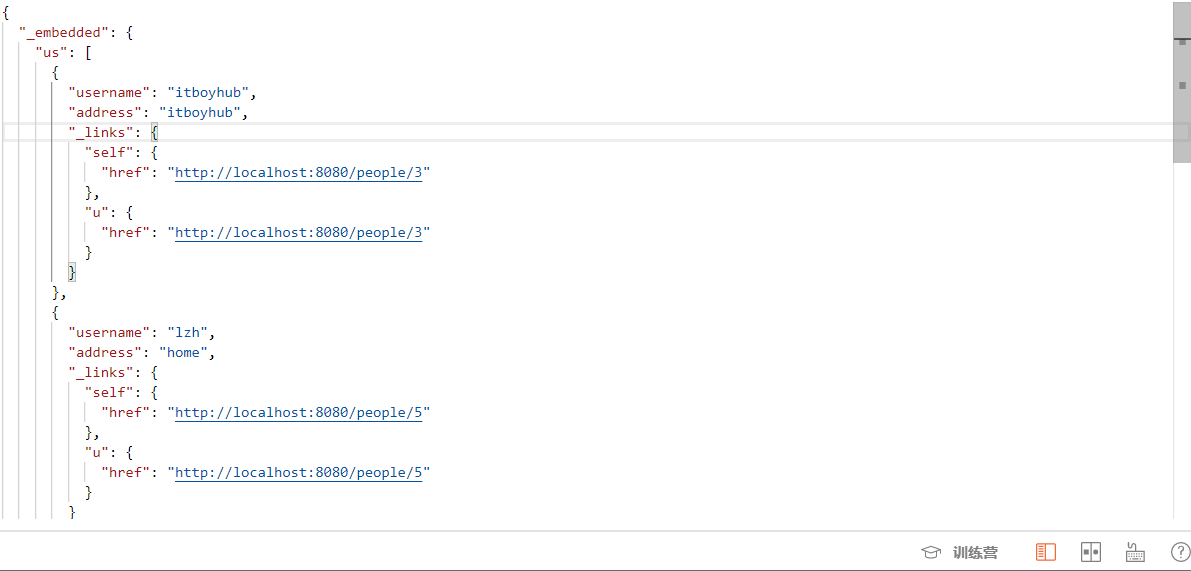 {
  "_embedded": {
    "us": [
      {
        "username": "itboyhub",
        "address": "itboyhub",
        "_links": {
          "self": {
            "href": "http://localhost:8080/people/3"
          },
          "u": {
            "href": "http://localhost:8080/people/3"
          }
        }
      },
      {
        "username": "lzh",
        "address": "home",
        "_links": {
          "self": {
            "href": "http://localhost:8080/people/5"
          },
          "u": {
            "href": "http://localhost:8080/people/5"
          }
        }
训练营